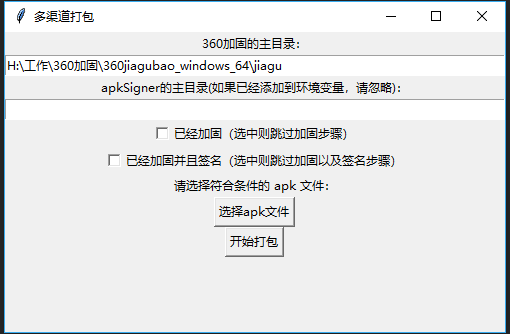 多渠道打包
360加固的主目录：
H:\工作\360加固\360jiagubao_windows_64\jiagu
apkSigner的主目录(如果已经添加到环境变量，请忽略)：
已经加固（选中则跳过加固步骤）
已经加固并且签名（选中则跳过加固以及签名步骤）
请选择符合条件的 apk 文件：
选择apk文件
开始打包